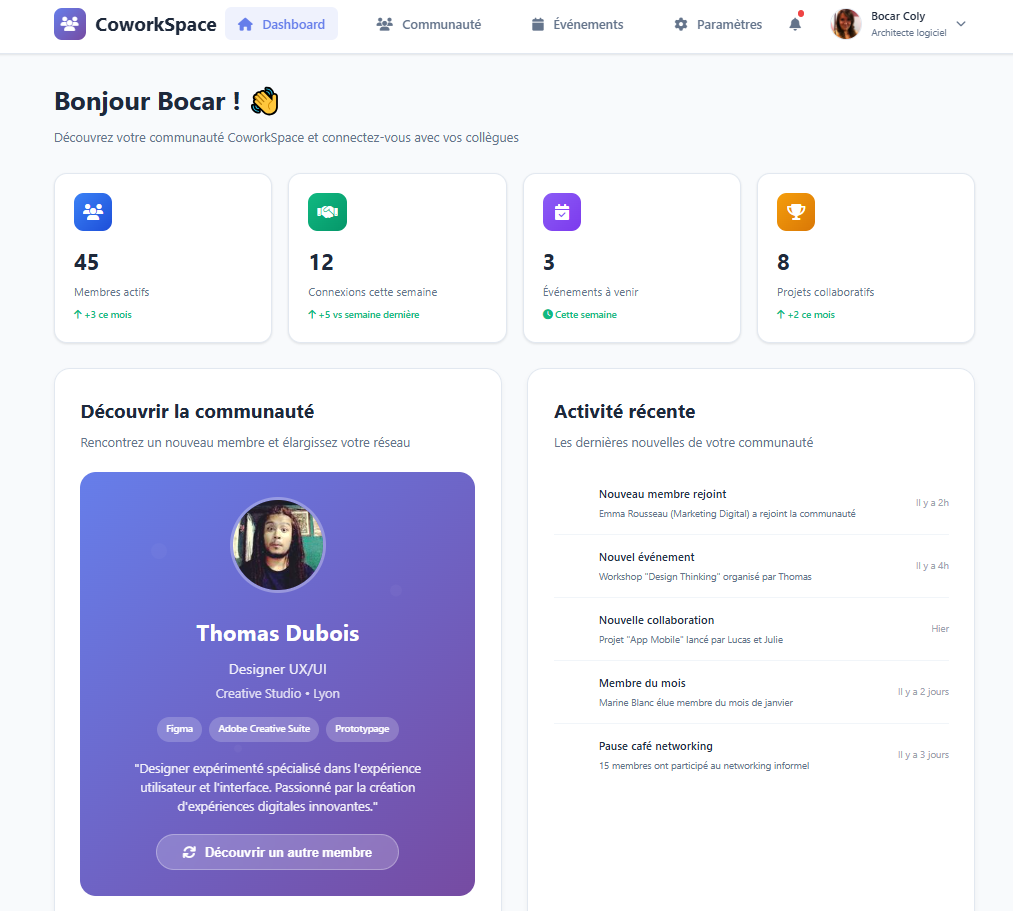 CoworkSpace
Dashboard
Communauté
Événements
Paramètres
Bocar Coly
Architecte logiciel
Bonjour Bocar ! 👋
Découvrez votre communauté CoworkSpace et connectez-vous avec vos collègues
45
Membres actifs
+3 ce mois
12
Connexions cette semaine
+5 vs semaine dernière
3
Événements à venir
Cette semaine
8
Projets collaboratifs
+2 ce mois
Découvrir la communauté
Rencontrez un nouveau membre et élargissez votre réseau
Thomas Dubois
Designer UX/UI
Creative Studio • Lyon
Figma
Adobe Creative Suite
Prototypage
"Designer expérimenté spécialisé dans l'expérience
utilisateur et l'interface. Passionné par la création
d'expériences digitales innovantes."
Découvrir un autre membre
Activité récente
Les dernières nouvelles de votre communauté
Nouveau membre rejoint
Emma Rousseau (Marketing Digital) a rejoint la communauté
Il y a 2h
Nouvel événement
Workshop "Design Thinking" organisé par Thomas
Il y a 4h
Nouvelle collaboration
Projet "App Mobile" lancé par Lucas et Julie
Hier
Membre du mois
Marine Blanc élue membre du mois de janvier
Il y a 2 jours
Pause café networking
15 membres ont participé au networking informel
Il y a 3 jours